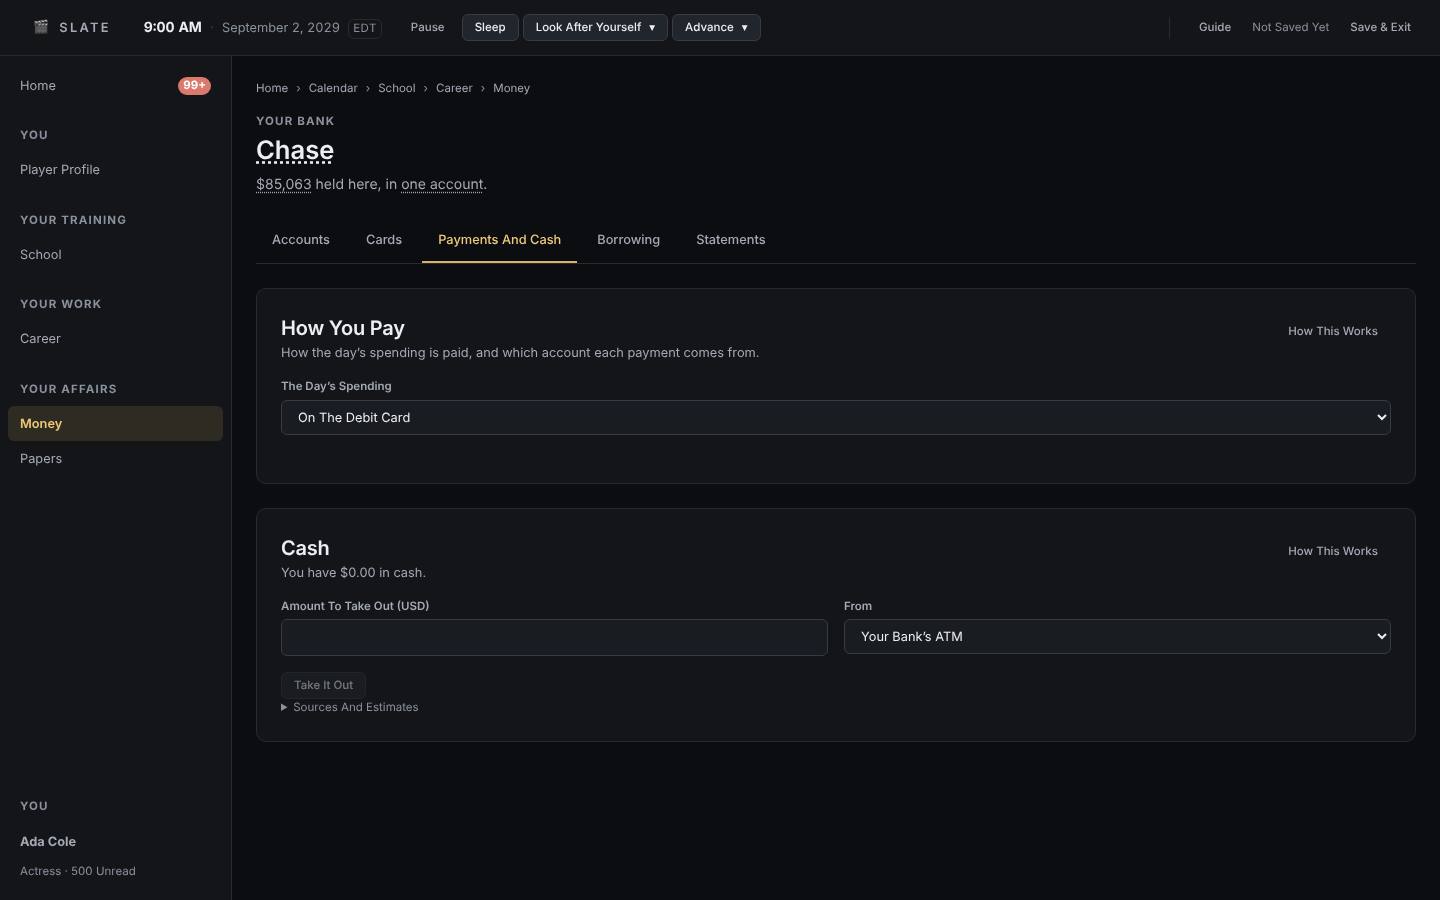 SLATE
9:00 AM · September 2, 2029 EDT
Pause
Sleep
Look After Yourself ▾
Advance ▾
Guide
Not Saved Yet
Save & Exit
Home
99+
YOU
Player Profile
YOUR TRAINING
School
YOUR WORK
Career
YOUR AFFAIRS
Money
Papers
YOU
Ada Cole
Actress · 500 Unread
Home › Calendar › School › Career › Money
YOUR BANK
Chase
$85,063 held here, in one account.
Accounts
Cards
Payments And Cash
Borrowing
Statements
How You Pay
How This Works
How the day’s spending is paid, and which account each payment comes from.
The Day’s Spending
On The Debit Card
Cash
How This Works
You have $0.00 in cash.
Amount To Take Out (USD)
From
Your Bank’s ATM
Take It Out
▶ Sources And Estimates